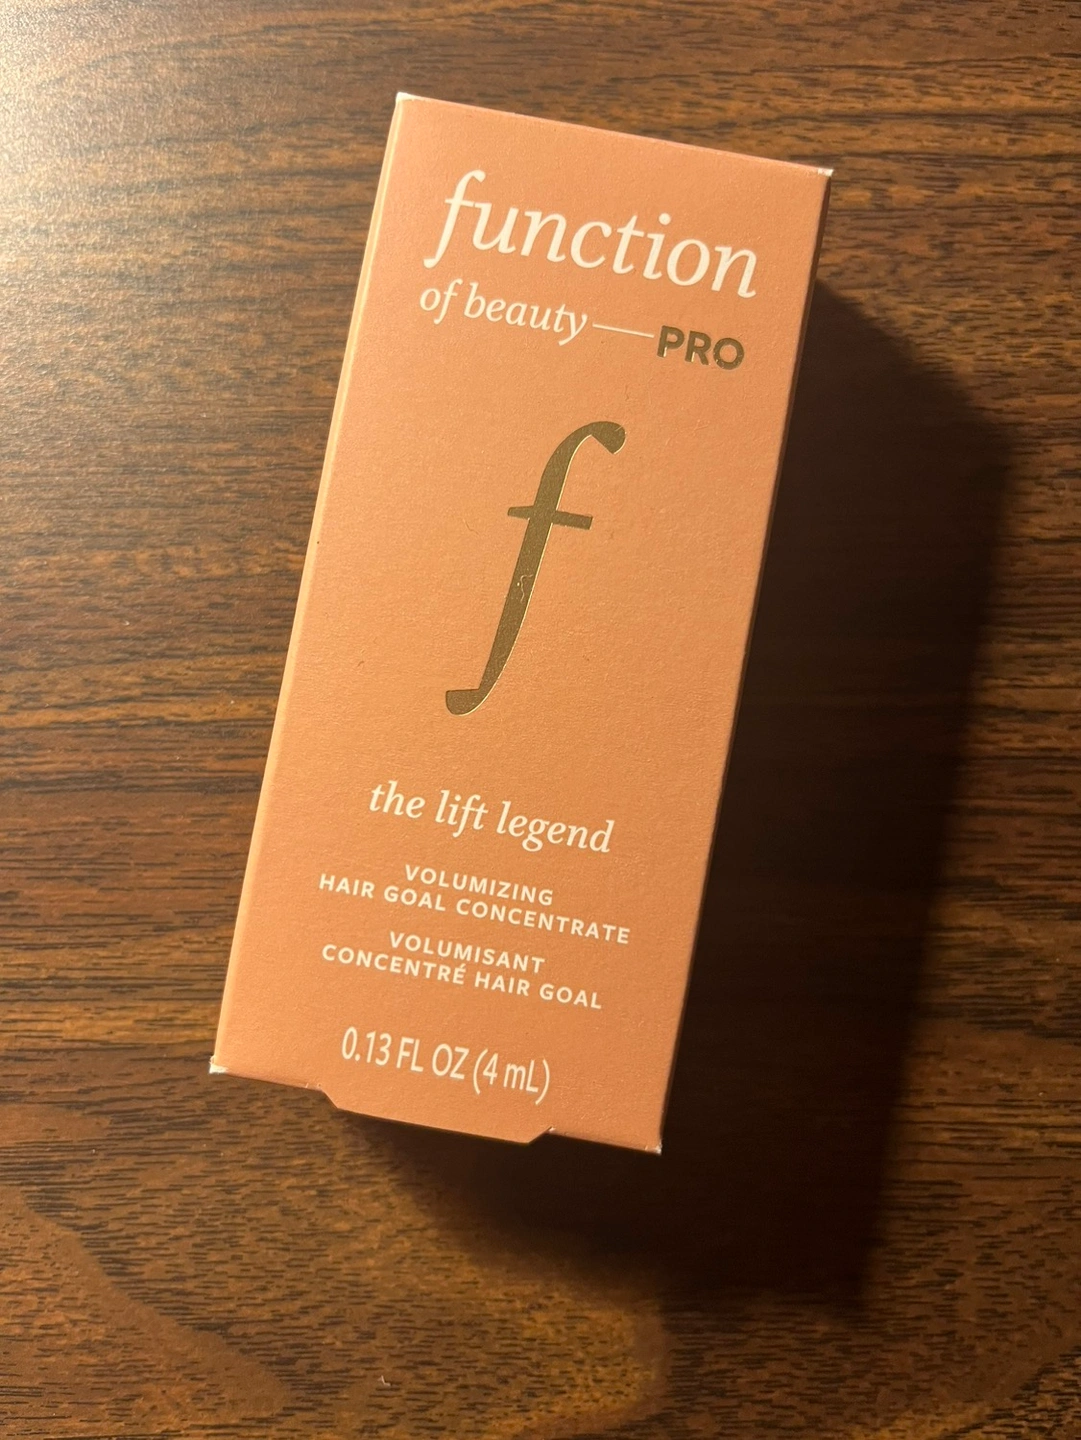 function
of beauty—PRO
f
the lift legend
VOLUMIZING
HAIR GOAL CONCENTRATE
VOLUMISANT
CONCENTRÉ HAIR GOAL
0.13 FL OZ (4 mL)